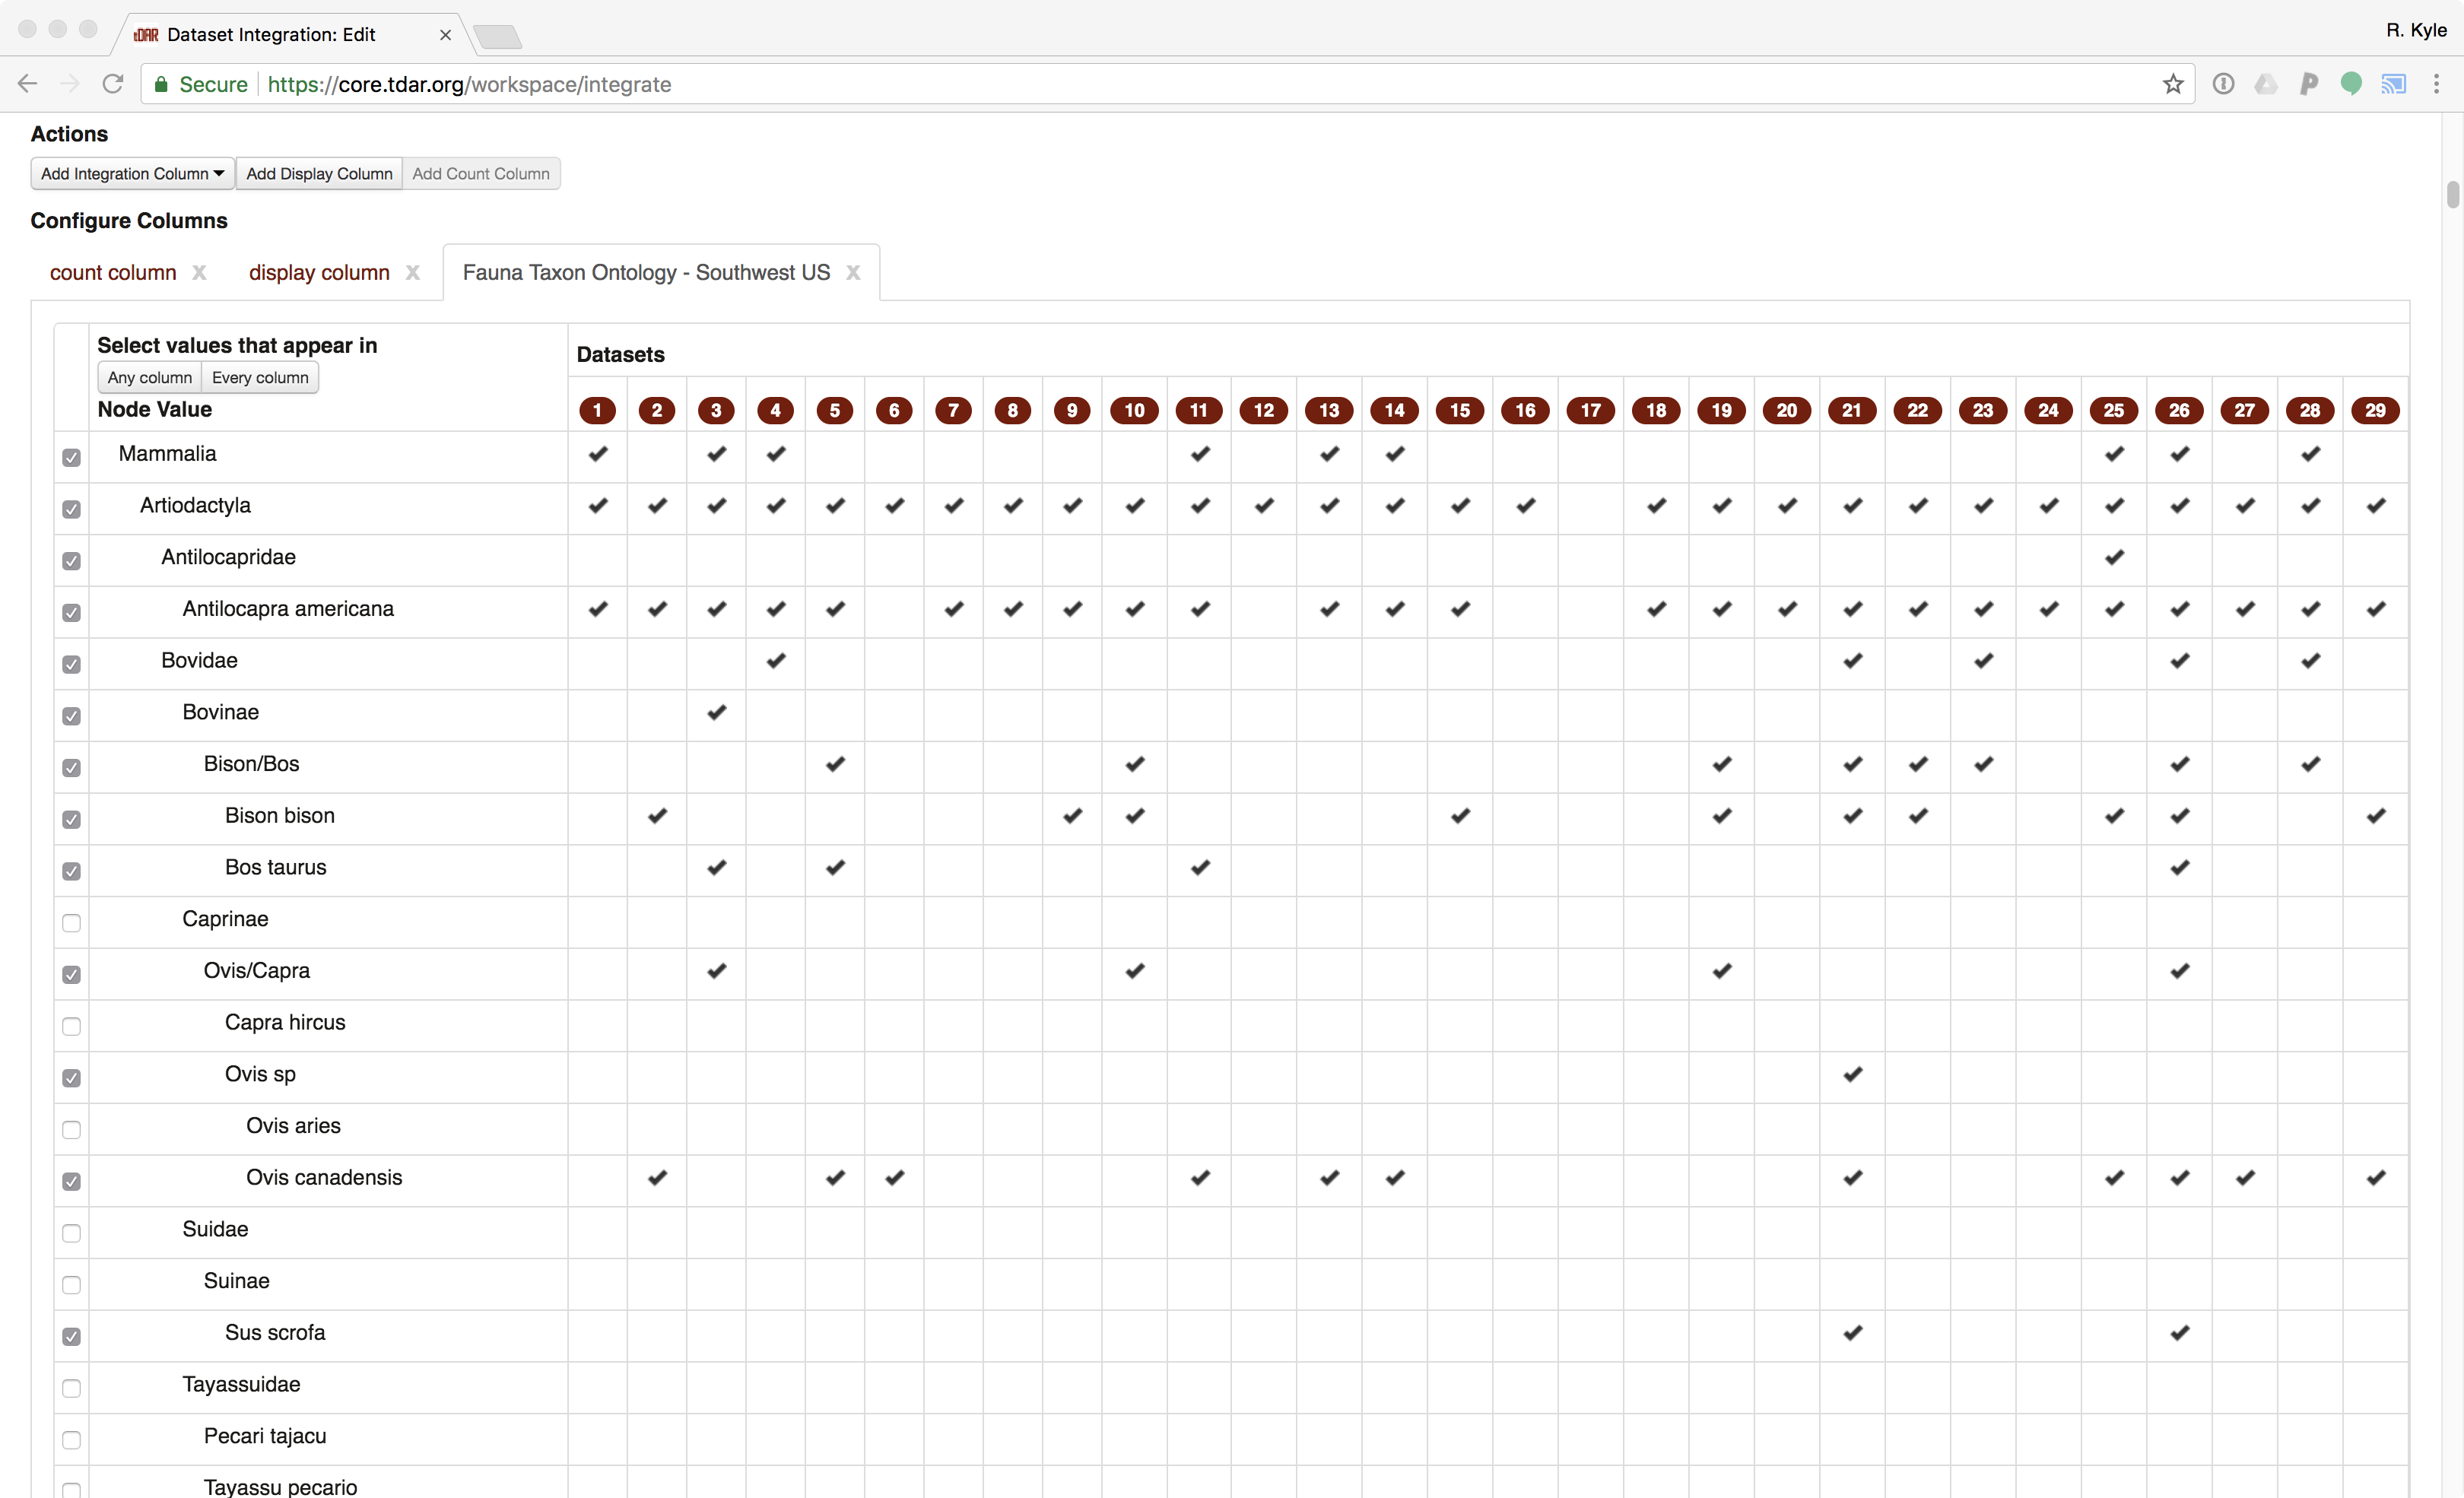 tDAR Dataset Integration: Edit ×
R. Kyle
Secure https://core.tdar.org/workspace/integrate
Actions
Add Integration Column Add Display Column Add Count Column
Configure Columns
count column X display column X Fauna Taxon Ontology - Southwest US X
Select values that appear in
Datasets
Any column Every column
Node Value 1 2 3 4 5 6 7 8 9 10 11 12 13 14 15 16 17 18 19 20 21 22 23 24 25 26 27 28 29
Mammalia
Artiodactyla
Antilocapridae
Antilocapra americana
Bovidae
Bovinae
Bison/Bos
Bison bison
Bos taurus
Caprinae
Ovis/Capra
Capra hircus
Ovis sp
Ovis aries
Ovis canadensis
Suidae
Suinae
Sus scrofa
Tayassuidae
Pecari tajacu
Tayassu pecario